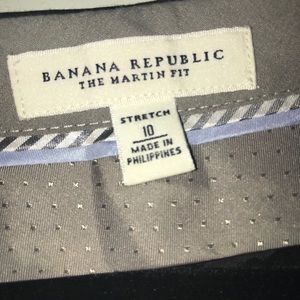 BANANA REPUBLIC
THE MARTIN FIT
STRETCH
10
MADE IN
PHILIPPINES